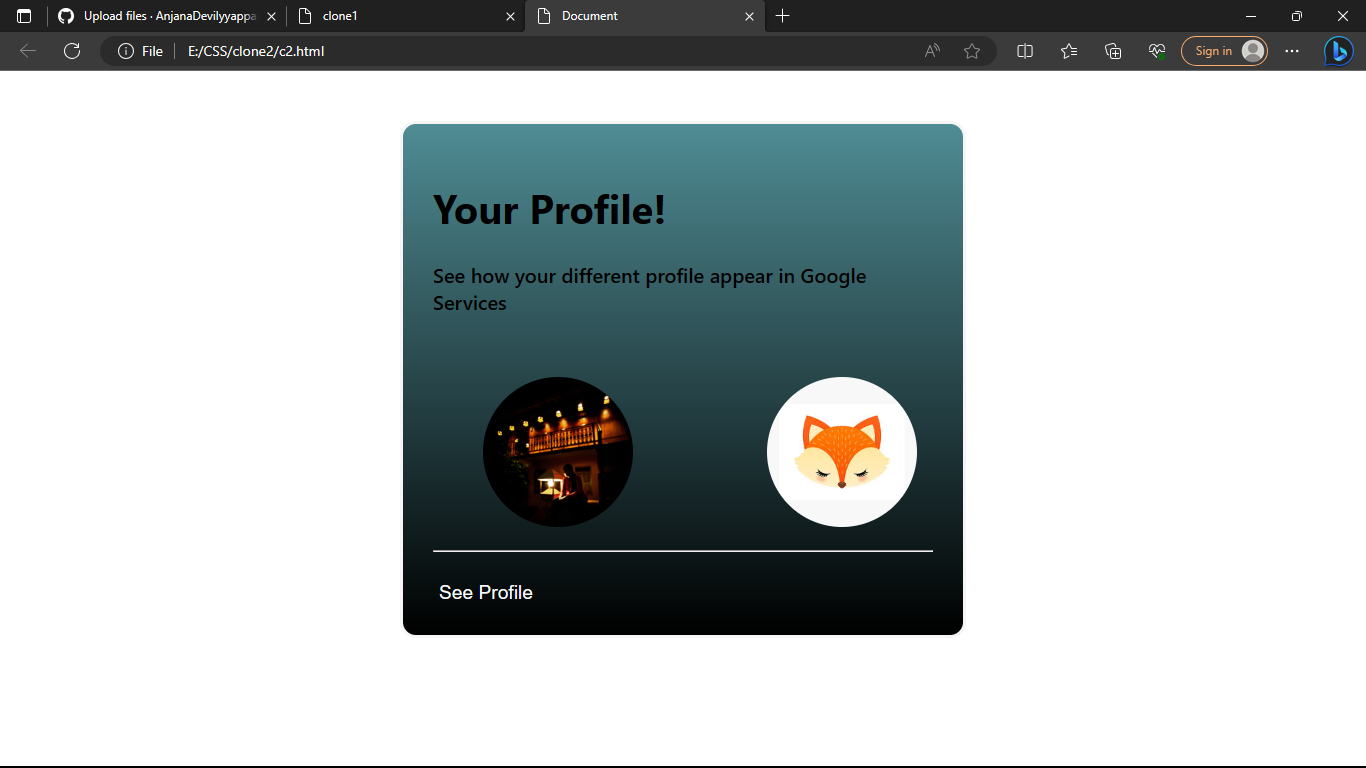 Upload files · AnjanaDevilyyappa
clone1
Document
File
E:/CSS/clone2/c2.html
Sign in
Your Profile!
See how your different profile appear in Google
Services
See Profile